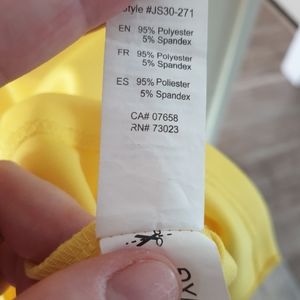 Style #JS30-271
EN 95% Polyester
5% Spandex
FR 95% Polyester
5% Spandex
ES 95% Poliester
5% Spandex
CA# 07658
RN# 73023